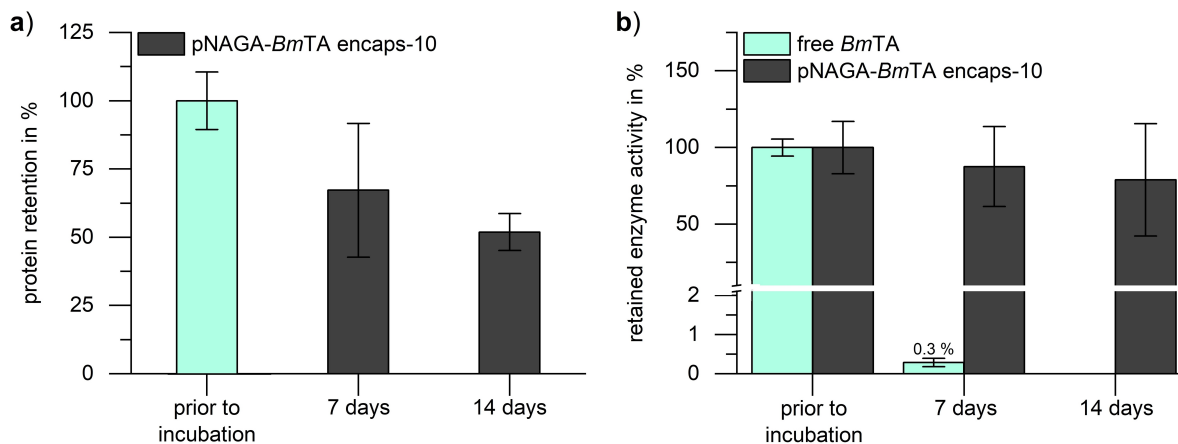 a)
protein retention in %
125
100
75
50
25
0
pNAGA-BmTA encaps-10
prior to
incubation
7 days
14 days
b)
retained enzyme activity in %
150
100
50
2
1
0
free BmTA
pNAGA-BmTA encaps-10
0.3 %
prior to
incubation
7 days
14 days